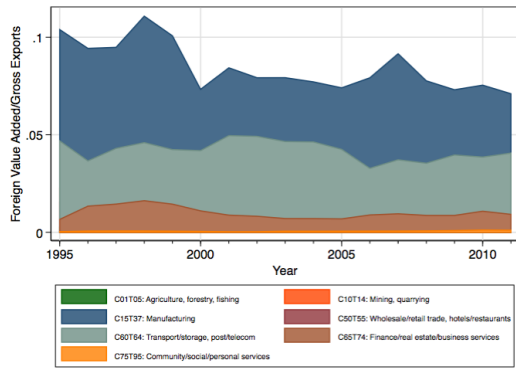 Foreign Value Added/Gross Exports
.1
.05
0
1995
2000
2005
2010
Year
C01T05: Agriculture, forestry, fishing
C10T14: Mining, quarrying
C15T37: Manufacturing
C50T55: Wholesale/retail trade, hotels/restaurants
C60T64: Transport/storage, post/telecom
C65T74: Finance/real estate/business services
C75T95: Community/social/personal services